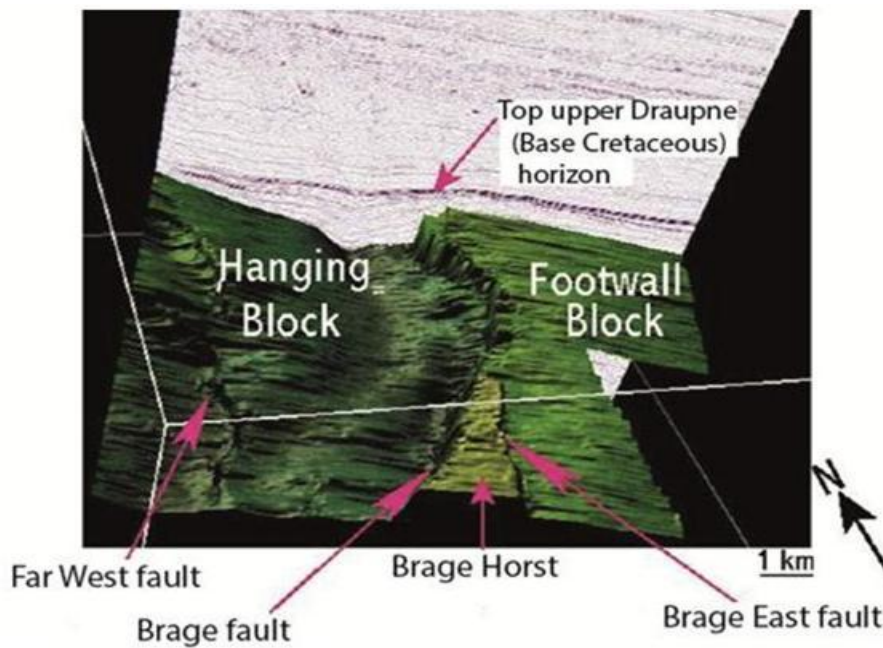 Top upper Draupne
(Base Cretaceous)
horizon
Hanging
Block
Footwall
Block
N
1 km
Far West fault
Brage Horst
Brage fault
Brage East fault